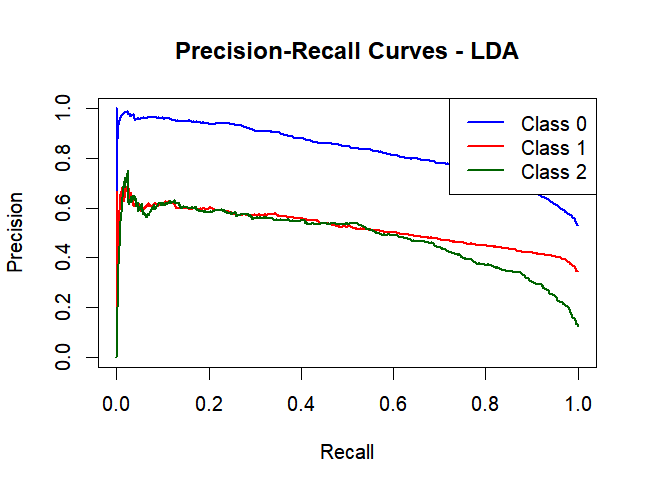 Precision-Recall Curves - LDA
Precision
1.0
0.8
0.6
0.4
0.2
0.0
Class 0
Class 1
Class 2
0.0 0.2 0.4 0.6 0.8 1.0
Recall